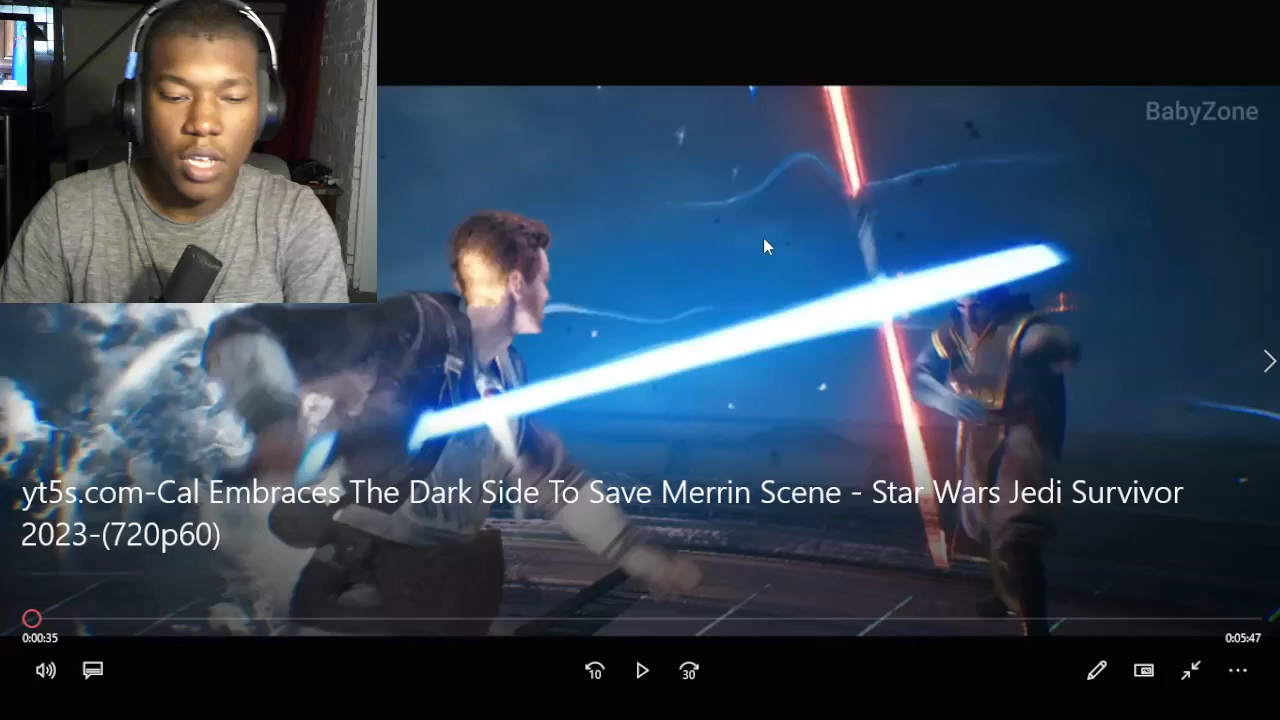 BabyZone
yt5s.com-Cal Embraces The Dark Side To Save Merrin Scene - Star Wars Jedi Survivor
2023-(720p60)
0:00:35
0:05:47
10
30